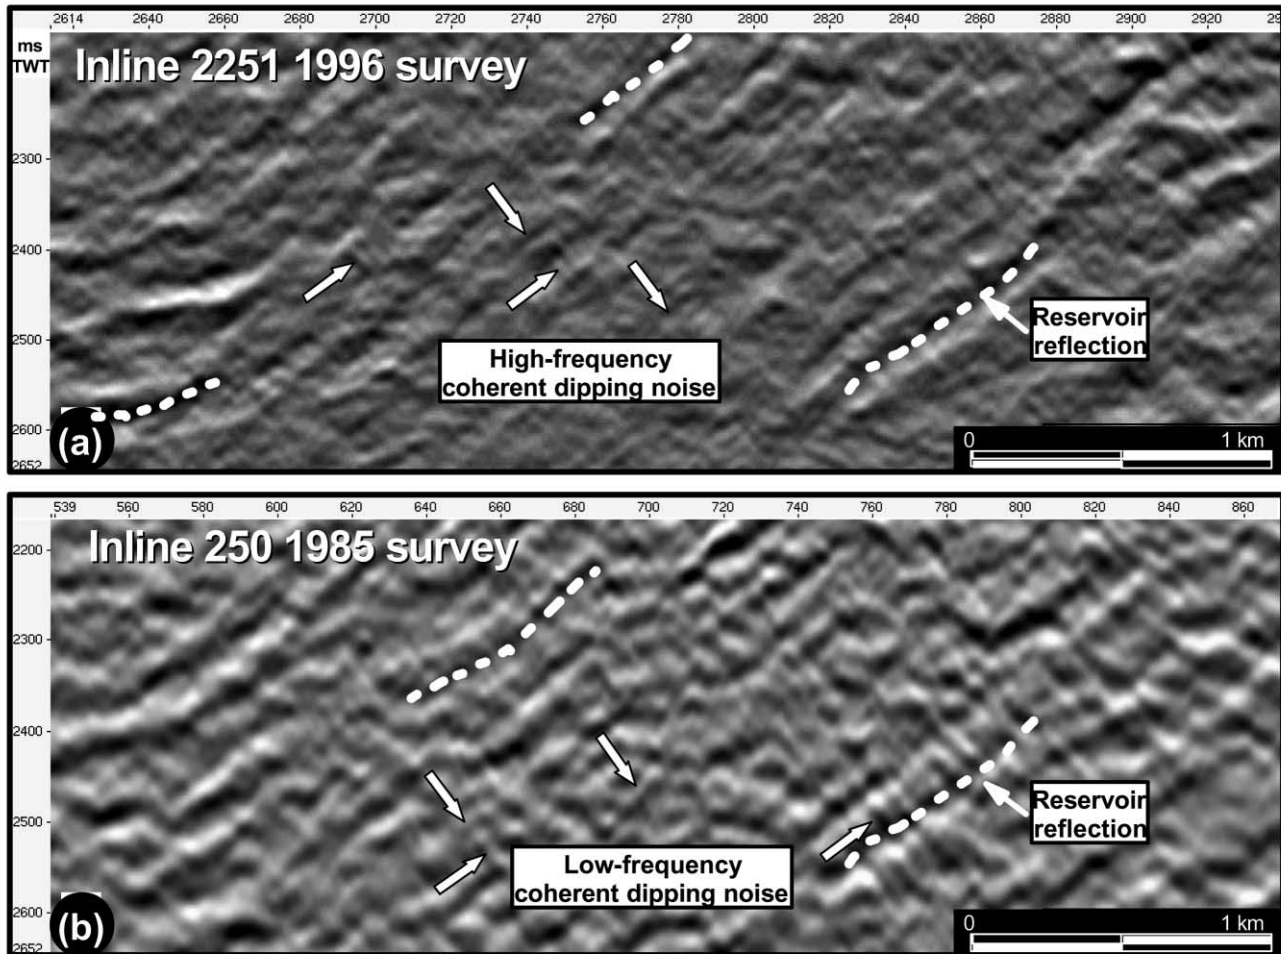 2614 2640 2660 2680 2700 2720 2740 2760 2780 2800 2820 2840 2860 2880 2900 2920
ms
TWT
Inline 2251 1996 survey
2300
2400
Reservoir
reflection
2500
High-frequency
coherent dipping noise
2600
(a)
0 1 km
2652
539 560 580 600 620 640 660 680 700 720 740 760 780 800 820 840 860
Inline 250 1985 survey
2200
2300
2400
Reservoir
reflection
2500
Low-frequency
coherent dipping noise
2600
(b)
0 1 km
2652